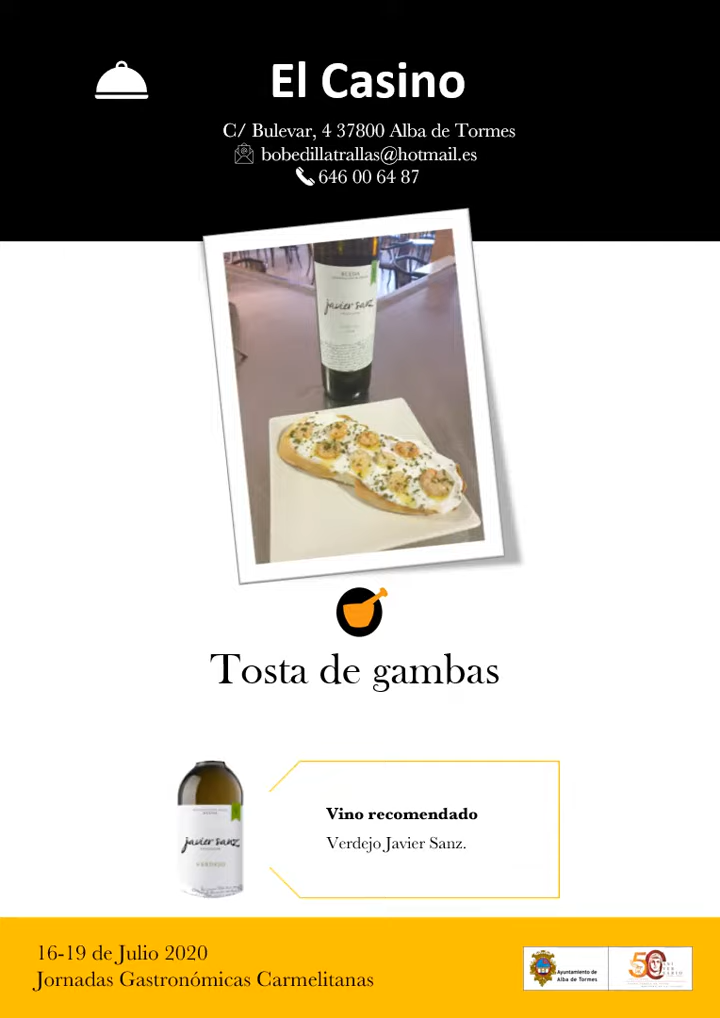 El Casino
C/ Bulevar, 4 37800 Alba de Tormes
bobedillatrallas@hotmail.es
646 00 64 87
RUEDA
javier sanz
Tosta de gambas
javier sanz
VERDEJO
Vino recomendado
Verdejo Javier Sanz.
16-19 de Julio 2020
Jornadas Gastronómicas Carmelitanas
Ayuntamiento de
Alba de Tormes
50